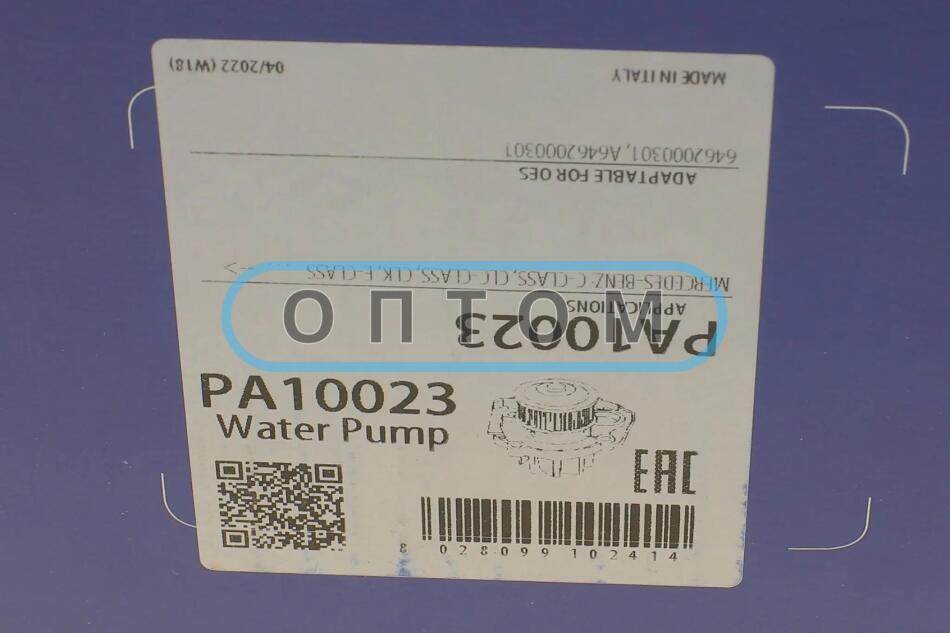 04/2022 (W18)
MADE IN ITALY
6462000301, A6462000301
ADAPTABLE FOR OES
MERCEDES-BENZ: C-CLASS, CLC-CLASS, CLK, E-CLASS
APPLICATIONS
PA10023
ОПТОМ
PA10023
Water Pump
EAC
8 028099 102414